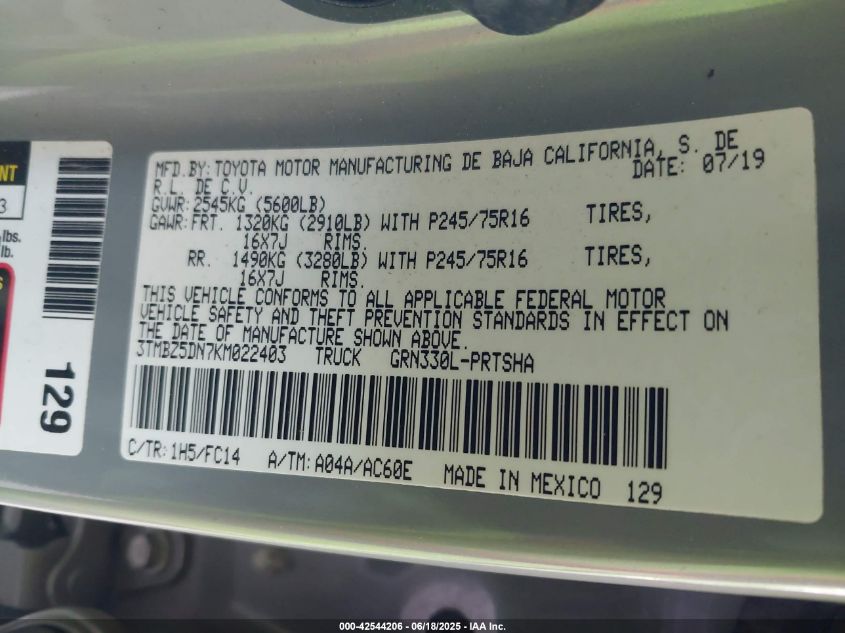 NT
3
lbs.
lb.
S
129
MFD.BY:TOYOTA MOTOR MANUFACTURING DE BAJA CALIFORNIA, S. DE
R.L. DE C.V. DATE: 07/19
GVWR:2545KG (5600LB)
GAWR:FRT. 1320KG (2910LB) WITH P245/75R16 TIRES,
16X7J RIMS.
RR. 1490KG (3280LB) WITH P245/75R16 TIRES,
16X7J RIMS.
THIS VEHICLE CONFORMS TO ALL APPLICABLE FEDERAL MOTOR
VEHICLE SAFETY AND THEFT PREVENTION STANDARDS IN EFFECT ON
THE DATE OF MANUFACTURE SHOWN ABOVE.
3TMBZ5DN7KM022403 TRUCK GRN330L-PRTSHA
C/TR:1H5/FC14 A/TM:A04A/AC60E MADE IN MEXICO 129
000-42544206 - 06/18/2025 - IAA Inc.